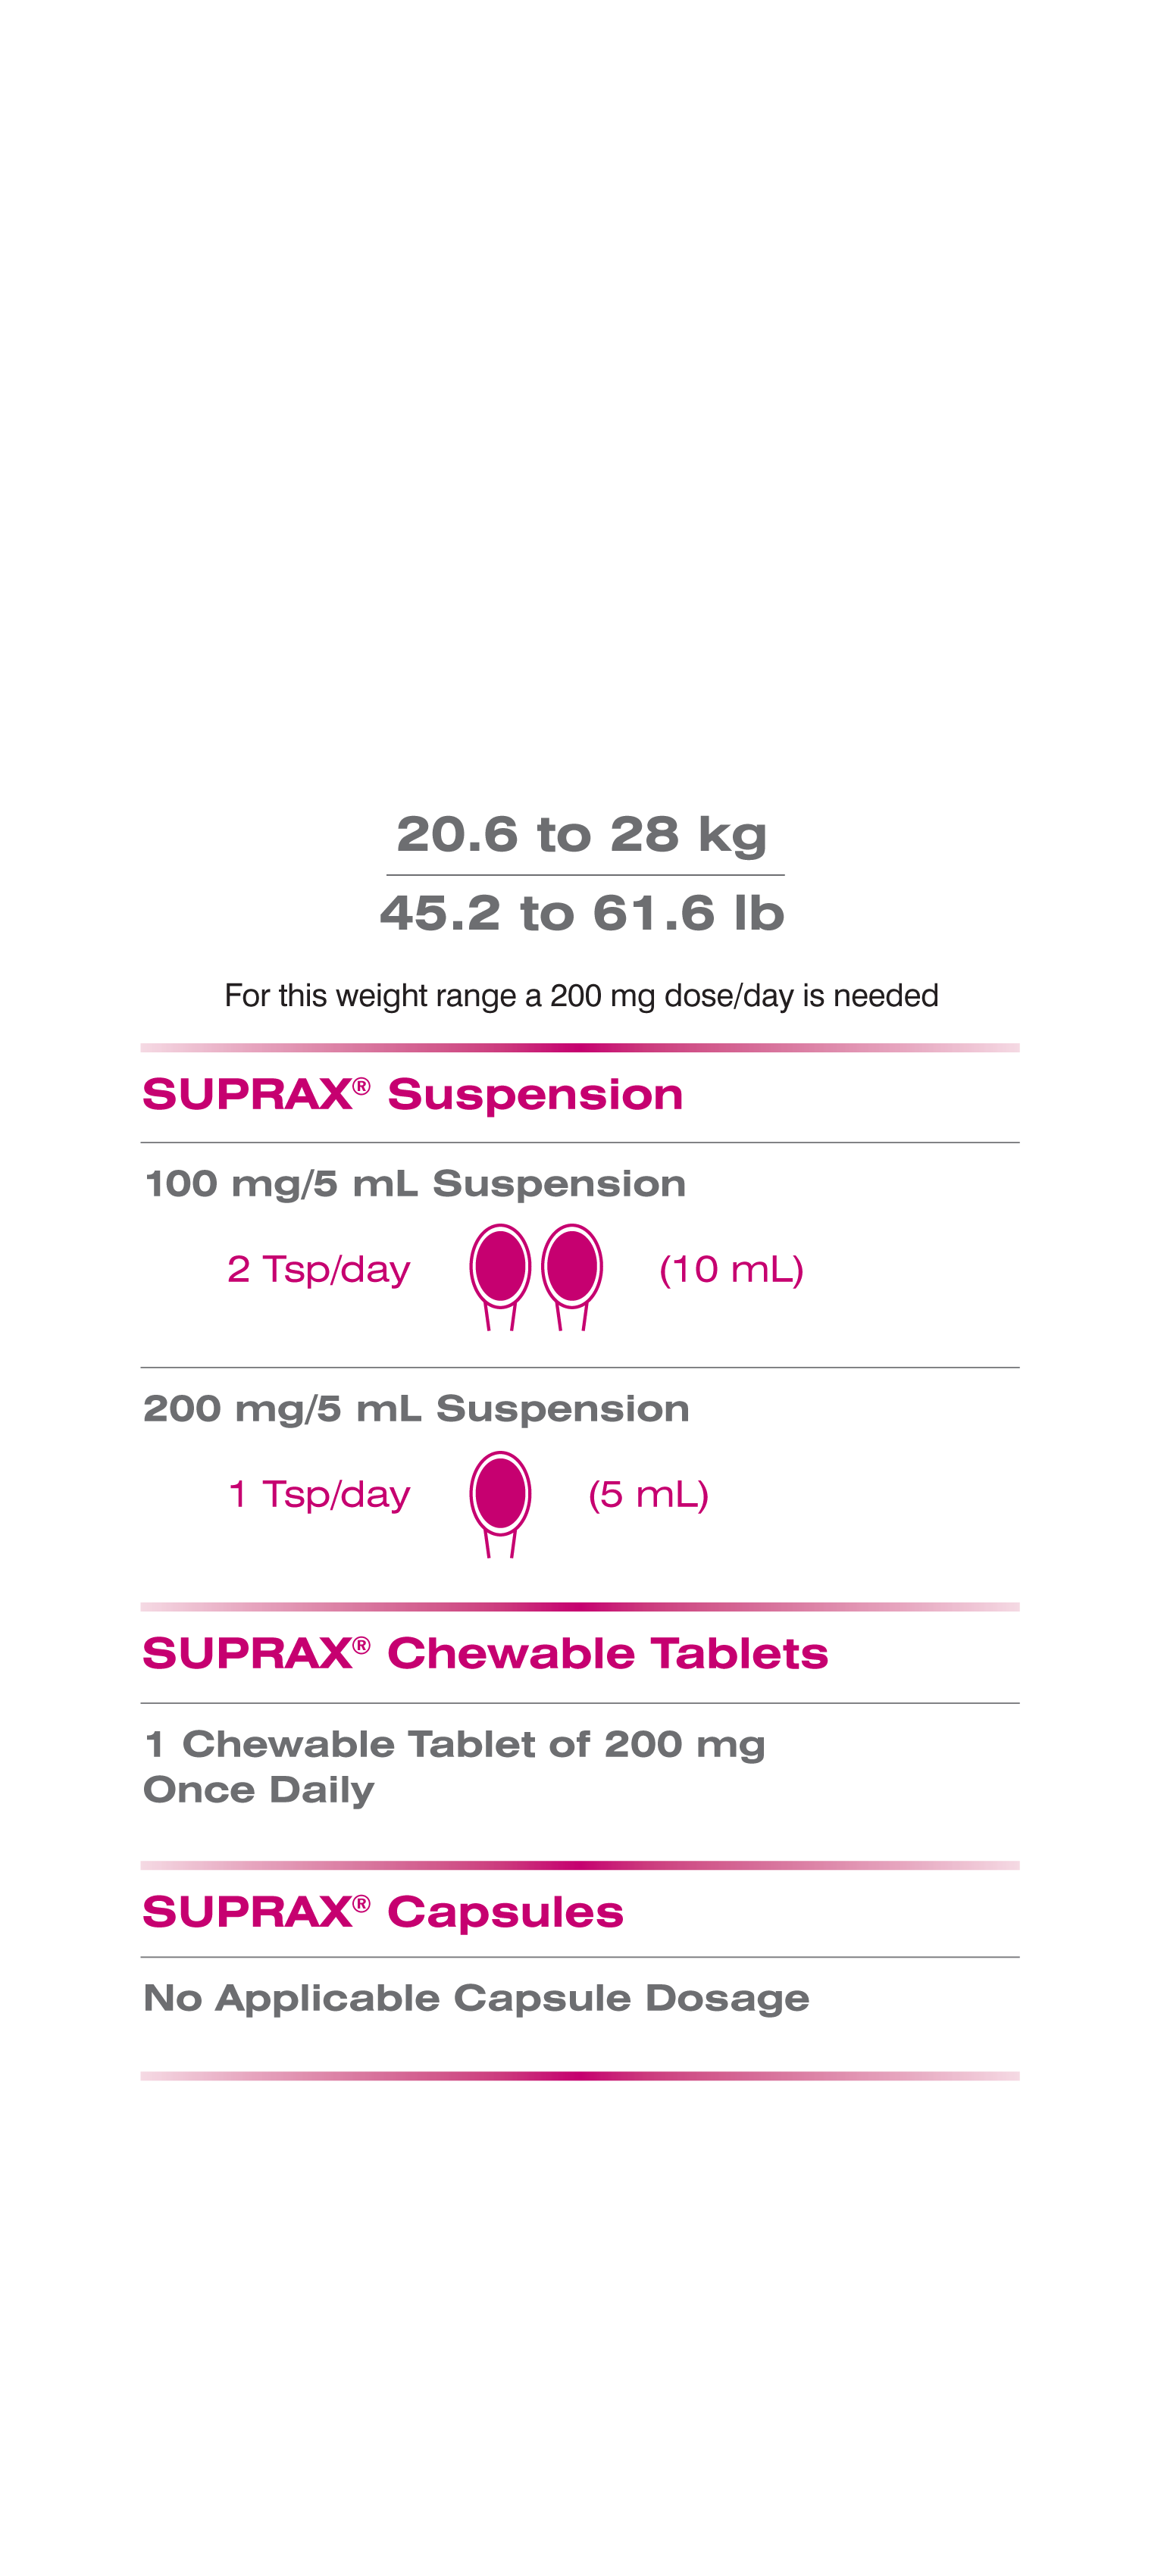 20.6 to 28 kg
45.2 to 61.6 lb
For this weight range a 200 mg dose/day is needed
SUPRAX® Suspension
100 mg/5 mL Suspension
2 Tsp/day (10 mL)
200 mg/5 mL Suspension
1 Tsp/day (5 mL)
SUPRAX® Chewable Tablets
1 Chewable Tablet of 200 mg
Once Daily
SUPRAX® Capsules
No Applicable Capsule Dosage